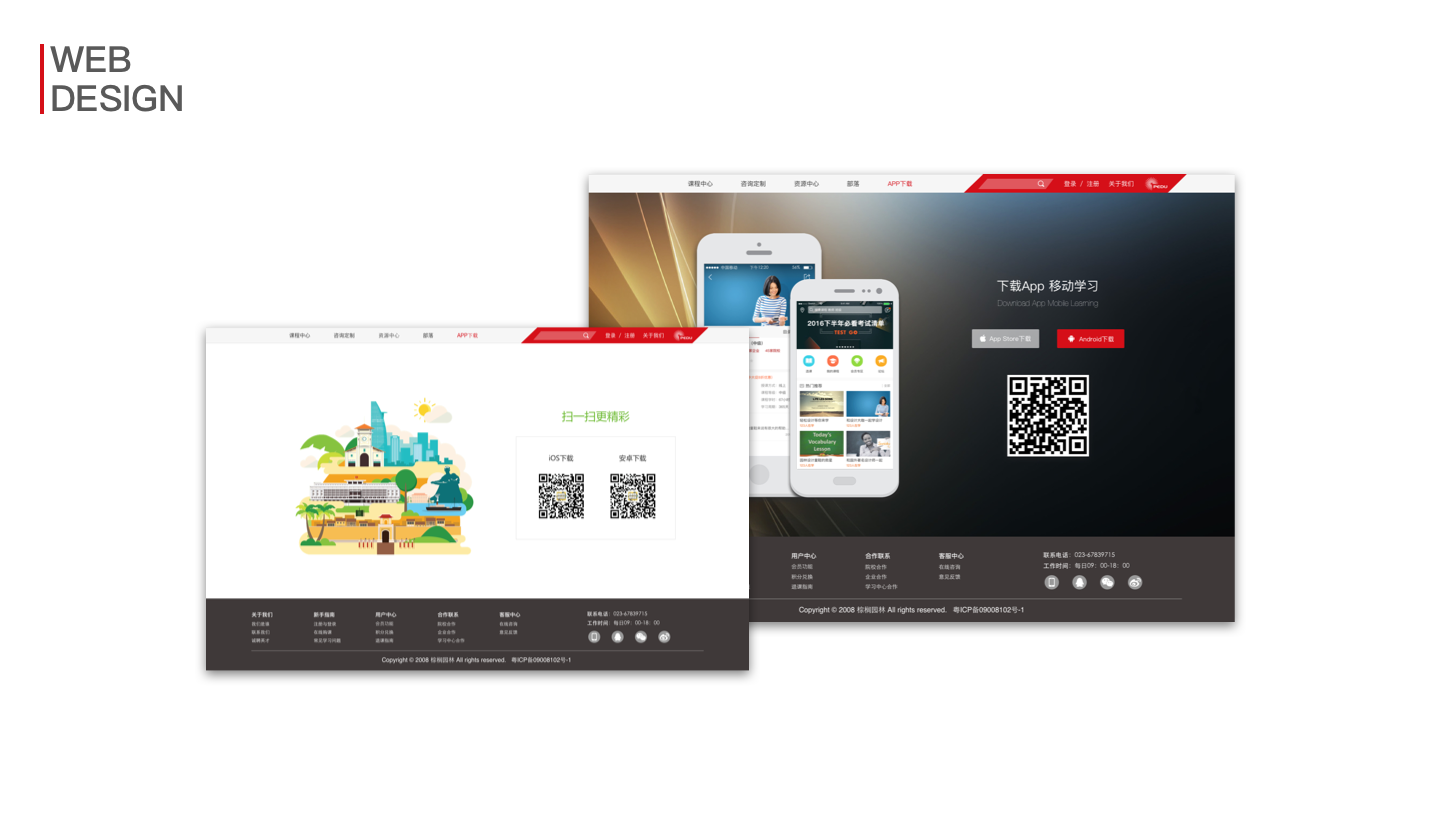 WEB
DESIGN
课程中心 咨询定制 资源中心 部落 APP下载 登录 / 注册 关于我们
下午12:20
2016下半年必看考试清单
TEST GO
热门推荐
Today's
Vocabulary
Lesson
下载App 移动学习
Download App Mobile Learning
App Store下载 Android下载
用户中心 合作联系 客服中心 联系电话：023-67839715
会员功能 院校合作 在线咨询 工作时间：每日09：00-18：00
积分兑换 企业合作 意见反馈
选课指南 学习中心合作
Copyright © 2008 棕榈园林 All rights reserved. 粤ICP备09008102号-1
课程中心 咨询定制 资源中心 部落 APP下载 登录 / 注册 关于我们
扫一扫更精彩
iOS下载 安卓下载
关于我们 新手指南 用户中心 合作联系 客服中心 联系电话：023-67839715
我们咨询 注册与登录 会员功能 院校合作 在线咨询 工作时间：每日09：00-18：00
联系我们 在线购课 积分兑换 企业合作 意见反馈
诚聘英才 常见学习问题 选课指南 学习中心合作
Copyright © 2008 棕榈园林 All rights reserved. 粤ICP备09008102号-1